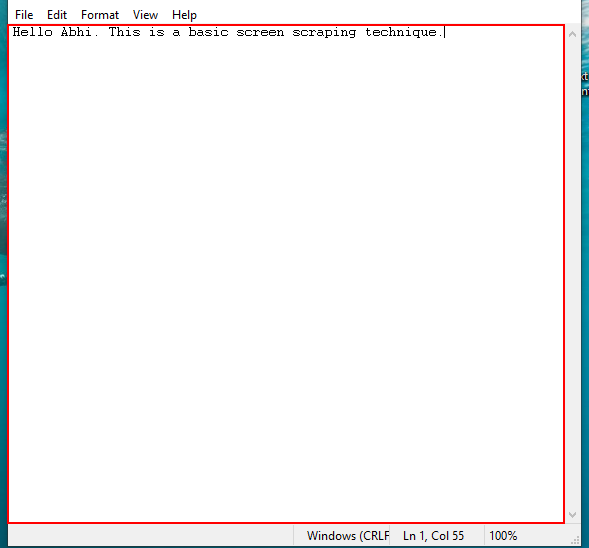 File Edit Format View Help
Hello Abhi. This is a basic screen scraping technique.
Windows (CRLF Ln 1, Col 55 100%